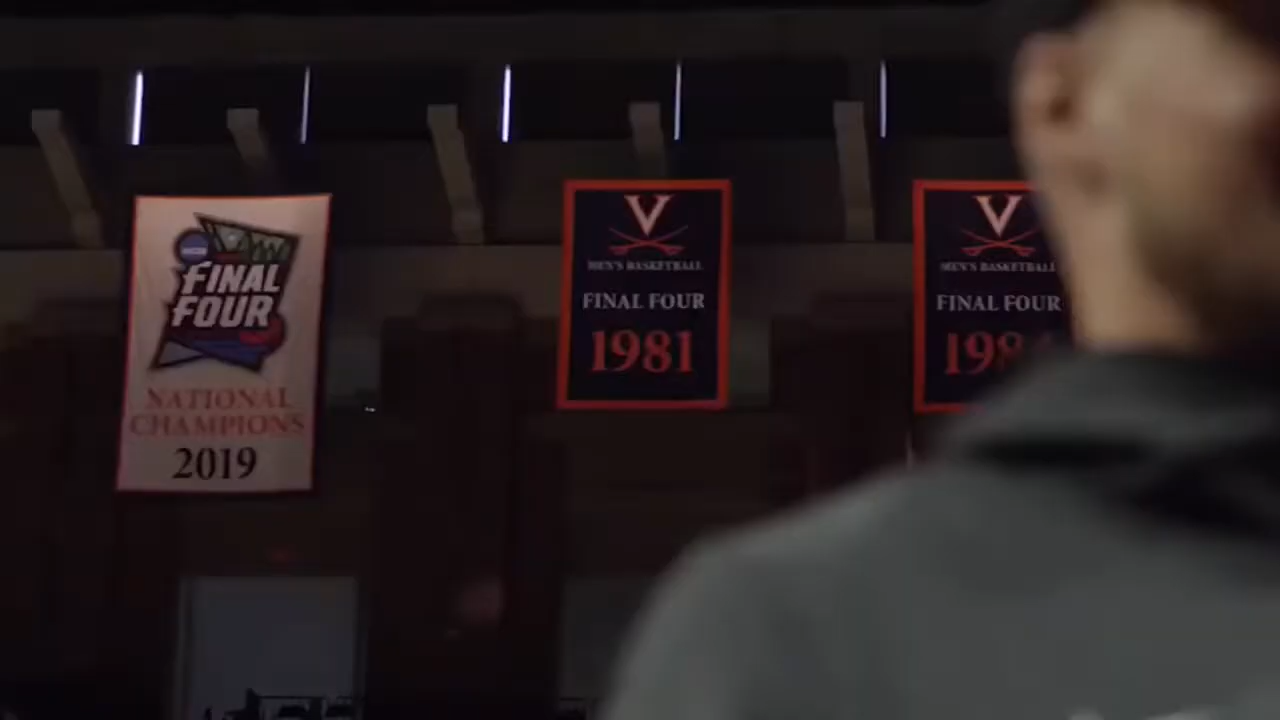 FINAL
FOUR
NATIONAL
CHAMPIONS
2019
V
MEN'S BASKETBALL
FINAL FOUR
1981
V
MEN'S BASKETBALL
FINAL FOUR